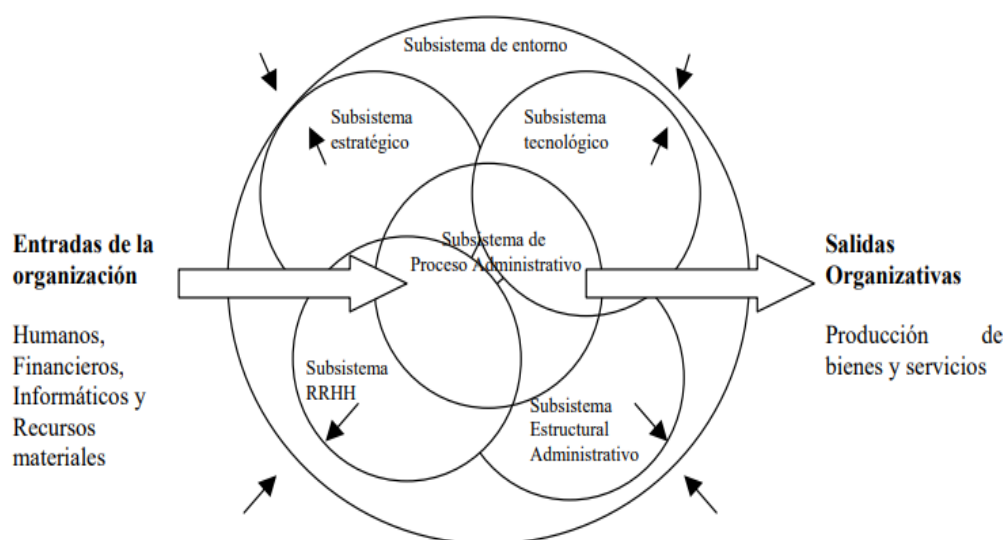 Subsistema de entorno
Subsistema
estratégico
Subsistema
tecnológico
Entradas de la
organización
Humanos,
Financieros,
Informáticos y
Recursos
materiales
Subsistema de
Proceso Administrativo
Salidas
Organizativas
Producción de
bienes y servicios
Subsistema
RRHH
Subsistema
Estructural
Administrativo